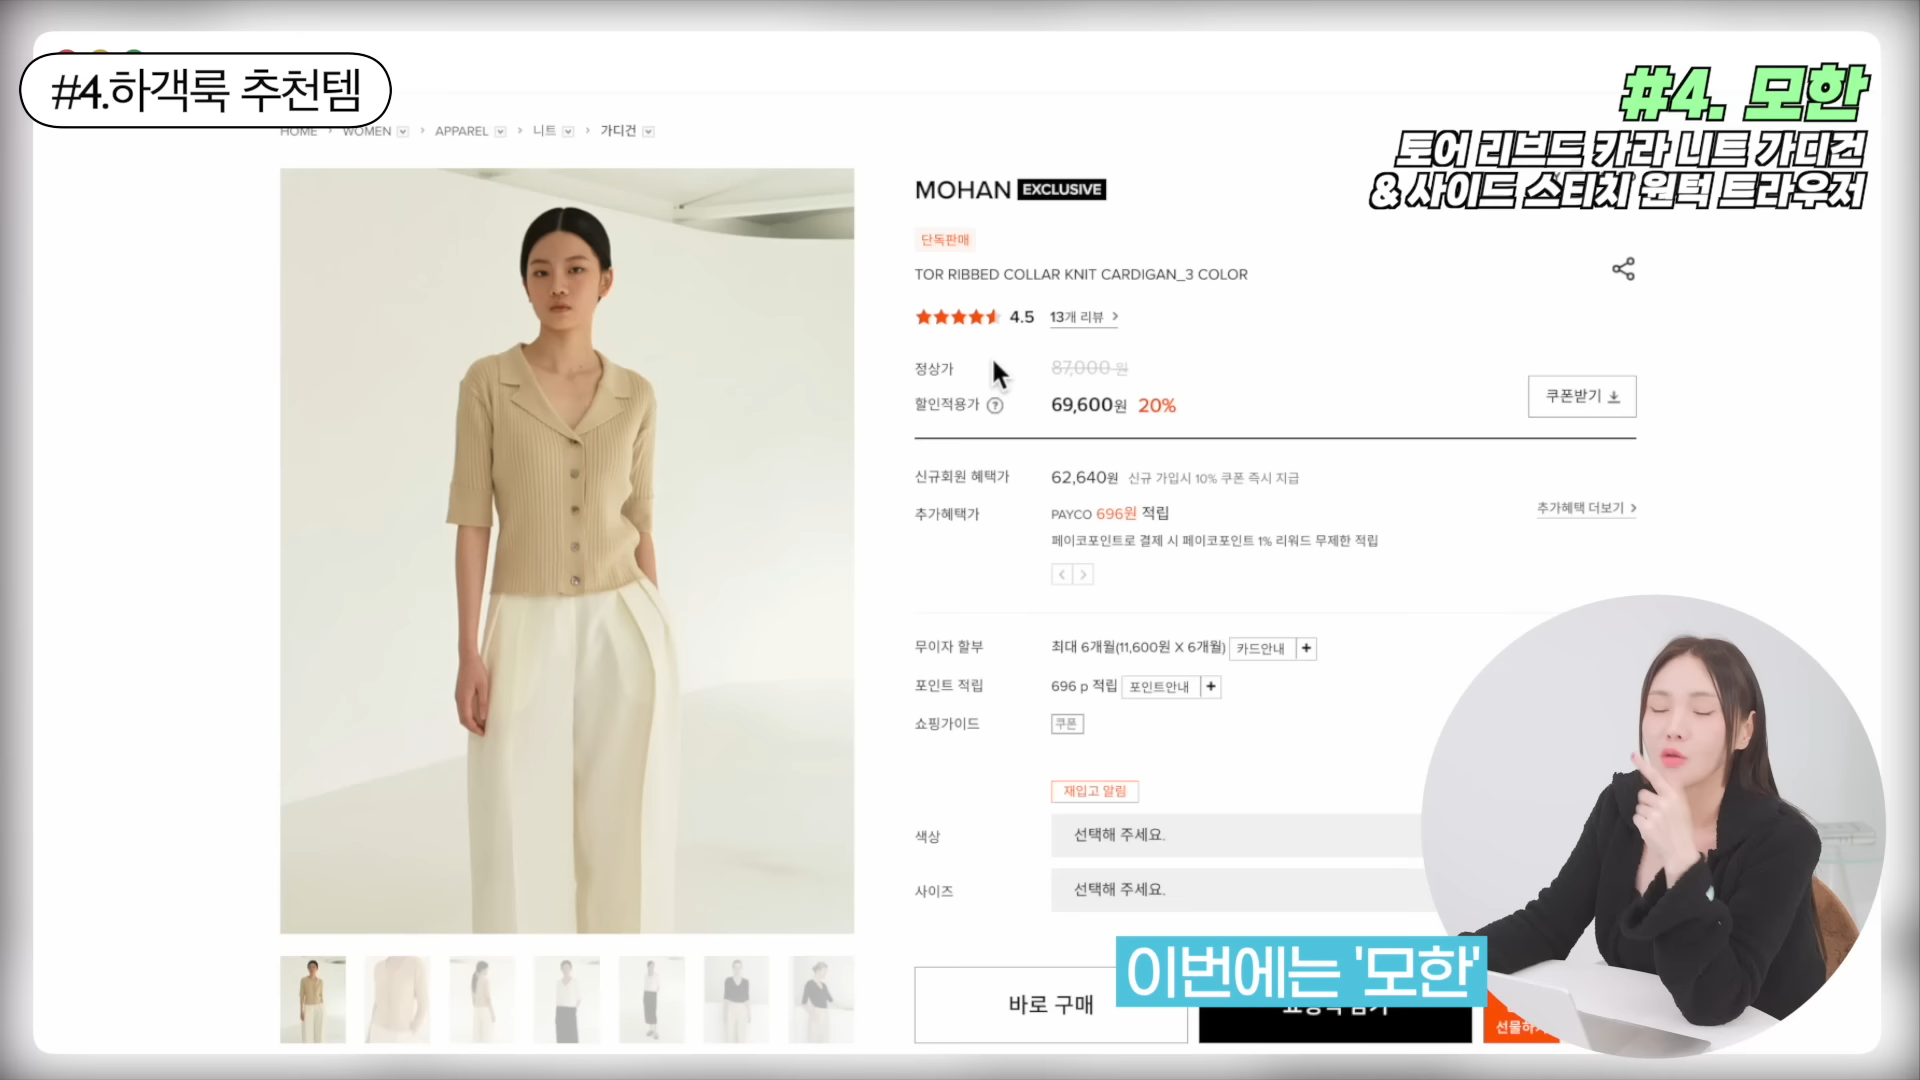 #4.하객룩 추천템
#4. 모한
토어 리브드 카라 니트 가디건
& 사이드 스티치 원턱 트라우저
HOME > WOMEN > APPAREL > 니트 > 가디건
MOHAN EXCLUSIVE
단독판매
TOR RIBBED COLLAR KNIT CARDIGAN_3 COLOR
4.5 13개 리뷰 >
정상가 87,000 원
할인적용가 ? 69,600원 20%
쿠폰받기
신규회원 혜택가 62,640원 신규 가입시 10% 쿠폰 즉시 지급
추가혜택가 PAYCO 696원 적립
추가혜택 더보기 >
페이코포인트로 결제 시 페이코포인트 1% 리워드 무제한 적립
< >
무이자 할부 최대 6개월(11,600원 X 6개월) 카드안내 +
포인트 적립 696 p 적립 포인트안내 +
쇼핑가이드 쿠폰
재입고 알림
색상 선택해 주세요.
사이즈 선택해 주세요.
이번에는 '모한'
바로 구매